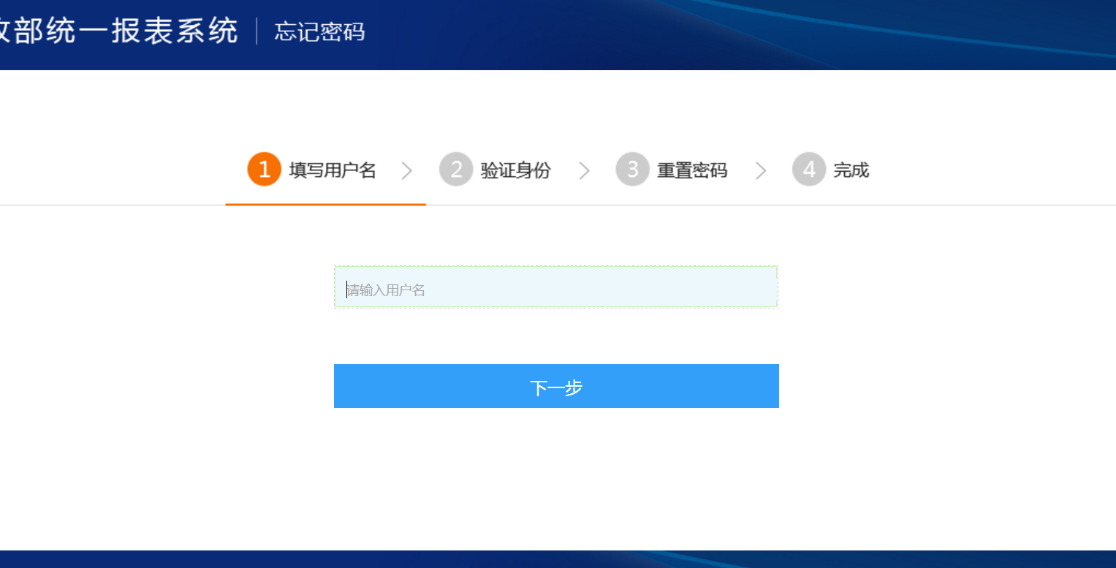 部统一报表系统 忘记密码
1 填写用户名 > 2 验证身份 > 3 重置密码 > 4 完成
请输入用户名
下一步